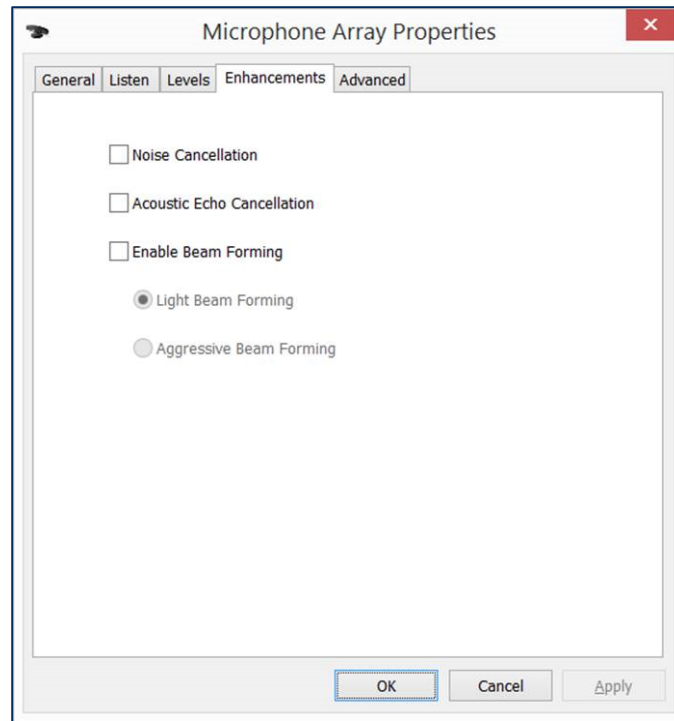 Microphone Array Properties
General Listen Levels Enhancements Advanced
Noise Cancellation
Acoustic Echo Cancellation
Enable Beam Forming
Light Beam Forming
Aggressive Beam Forming
OK Cancel Apply